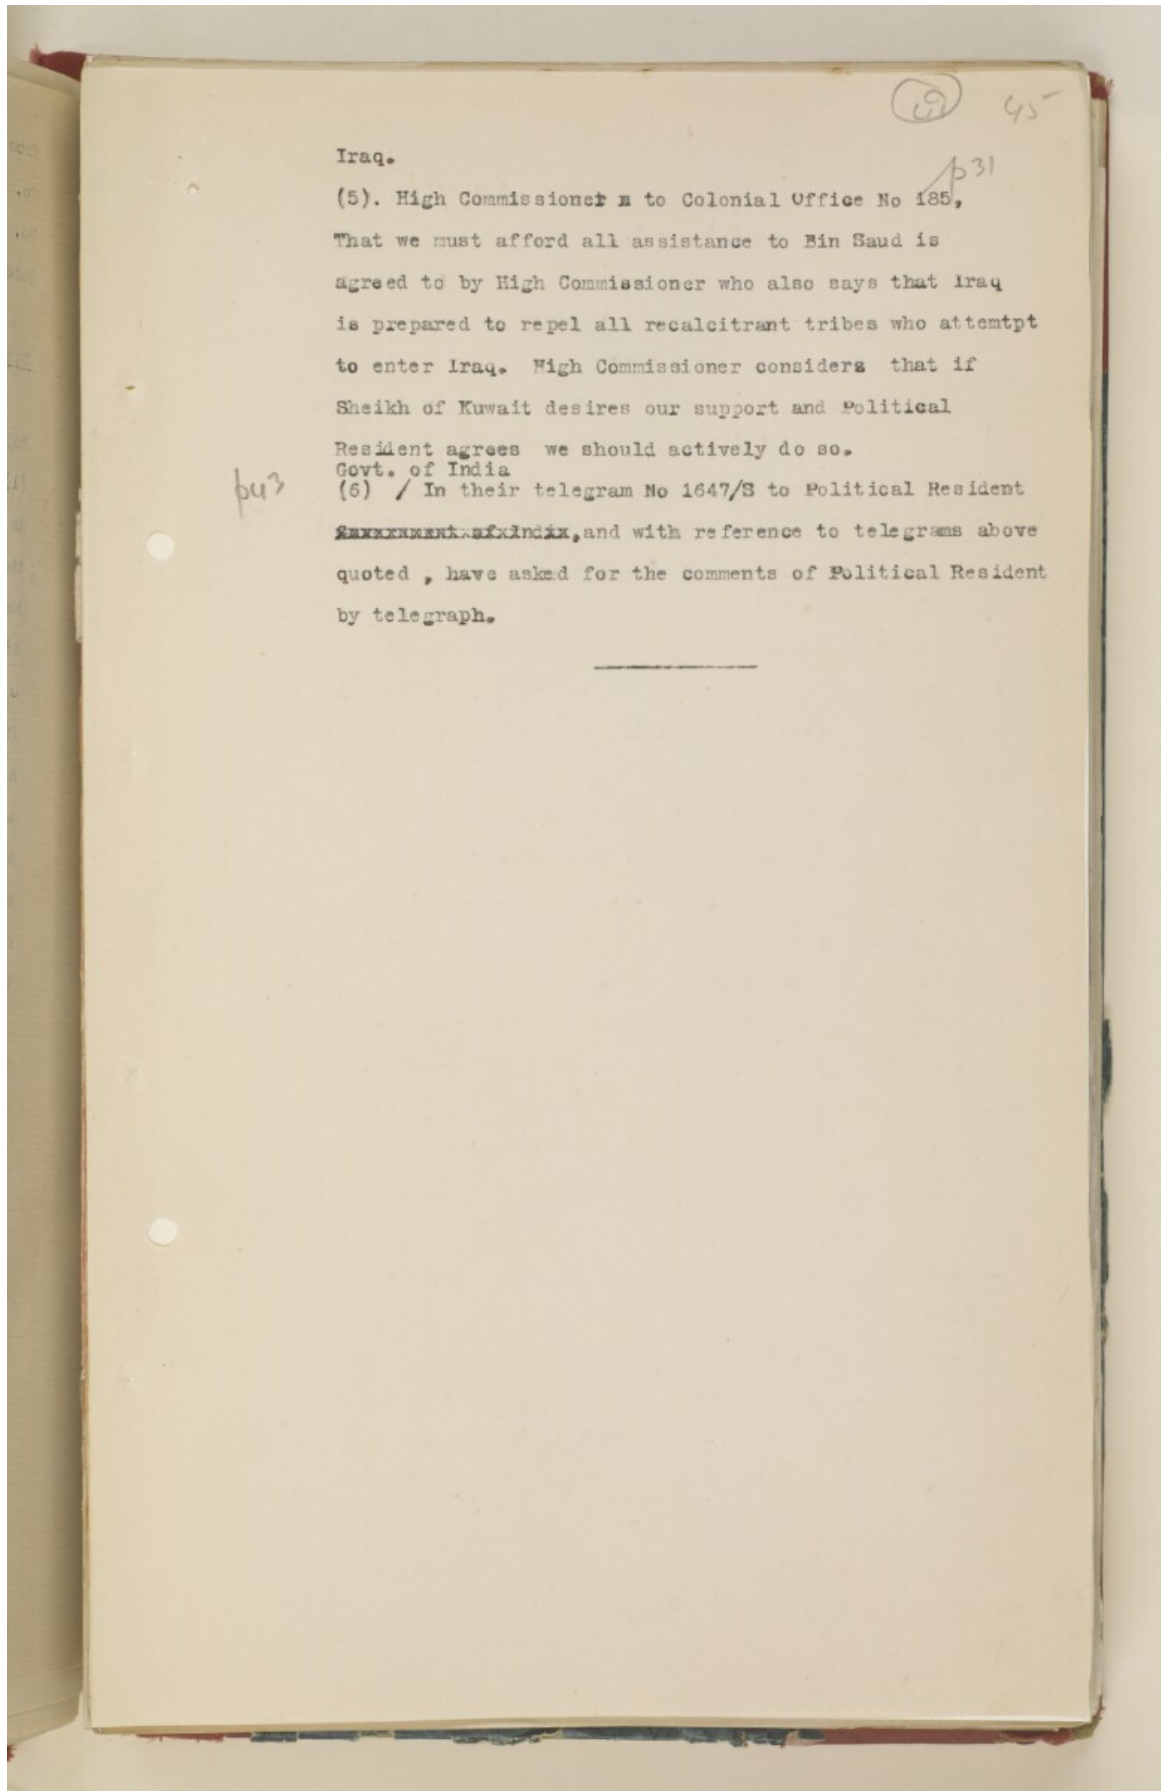 45
Iraq.
p31
(5). High Commissioner to Colonial Office No 185,
That we must afford all assistance to Bin Saud is
agreed to by High Commissioner who also says that Iraq
is prepared to repel all recalcitrant tribes who attemtpt
to enter Iraq. High Commissioner considers that if
Sheikh of Kuwait desires our support and Political
Resident agrees we should actively do so.
Govt. of India
p43
(6) / In their telegram No 1647/S to Political Resident
,and with reference to telegrams above
quoted , have asked for the comments of Political Resident
by telegraph.